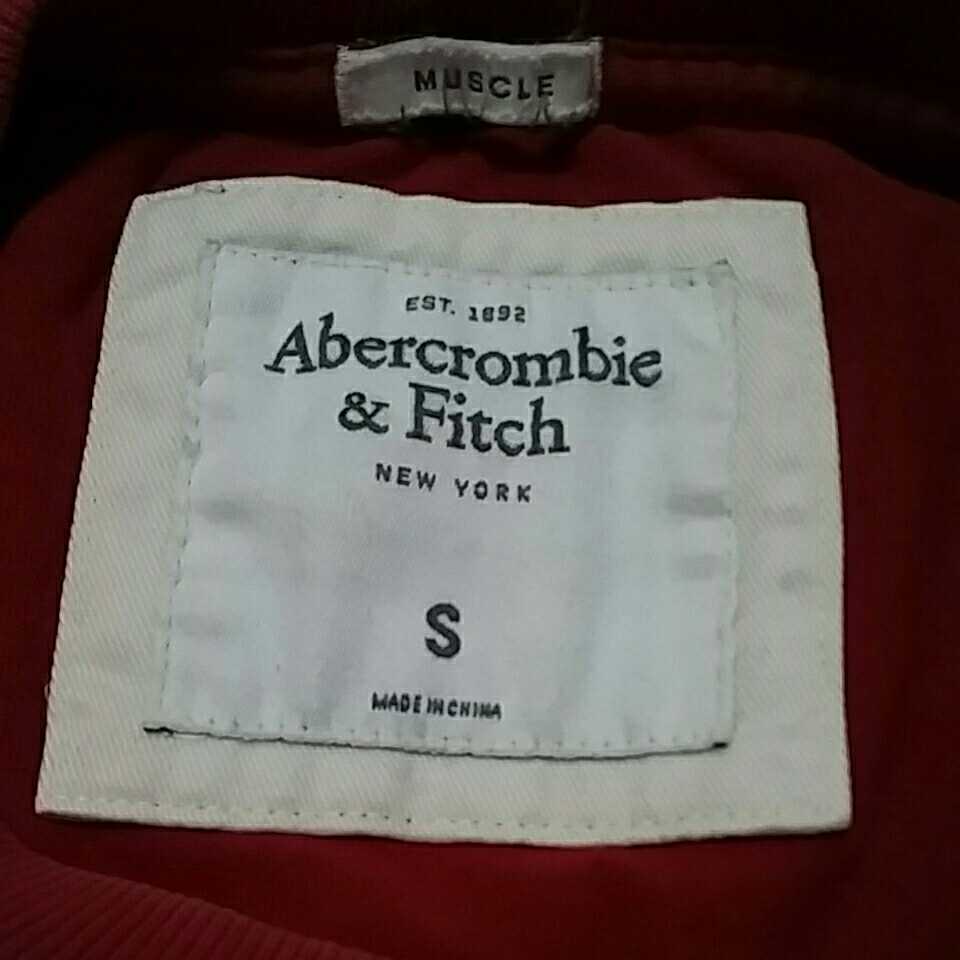 MUSCLE
EST. 1892
Abercrombie
& Fitch
NEW YORK
S
MADE IN CHINA